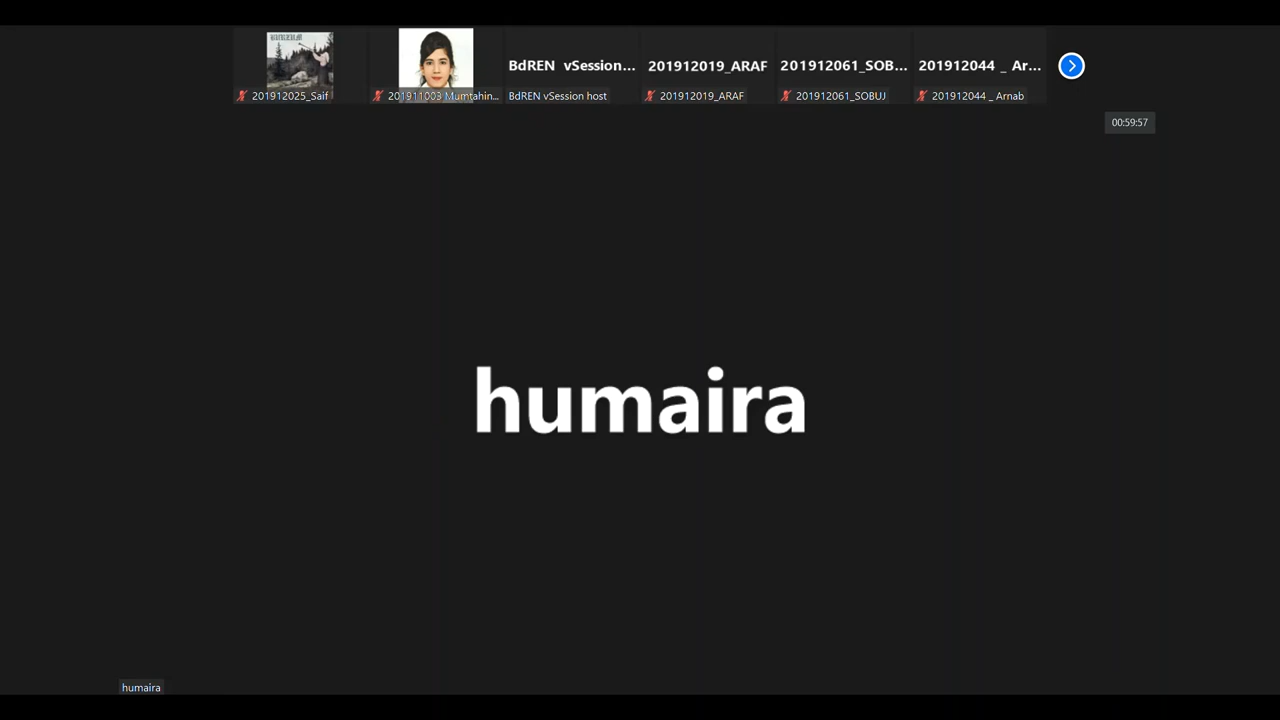 BURZUM
BdREN vSession...
201912019_ARAF
201912061_SOB...
201912044 _ Ar...
201912025_Saif
201911003 Mumtahin...
BdREN vSession host
201912019_ARAF
201912061_SOBUJ
201912044 _ Arnab
00:59:57
humaira
humaira